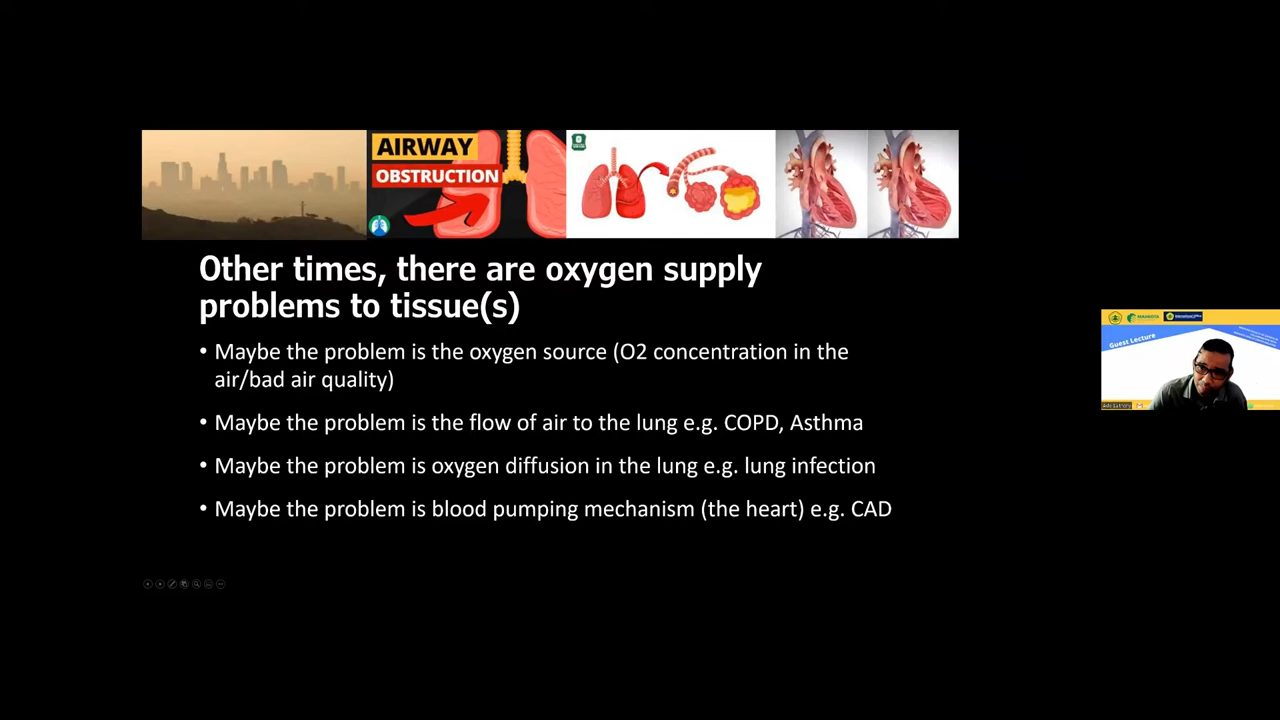 AIRWAY
OBSTRUCTION
Other times, there are oxygen supply
problems to tissue(s)
• Maybe the problem is the oxygen source (O2 concentration in the
air/bad air quality)
• Maybe the problem is the flow of air to the lung e.g. COPD, Asthma
• Maybe the problem is oxygen diffusion in the lung e.g. lung infection
• Maybe the problem is blood pumping mechanism (the heart) e.g. CAD
Guest Lecture